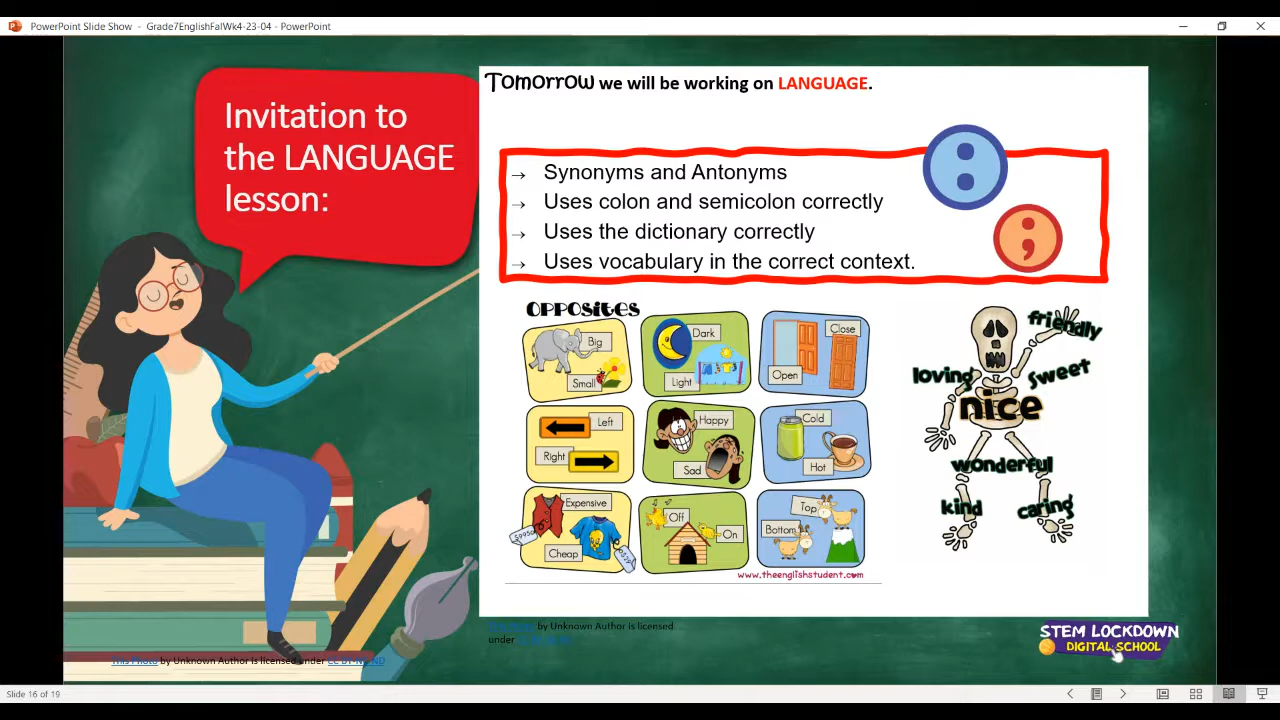 PowerPoint Slide Show - Grade7EnglishFalWk4-23-04 - PowerPoint
Invitation to
the LANGUAGE
lesson:
Tomorrow we will be working on LANGUAGE.
→ Synonyms and Antonyms
→ Uses colon and semicolon correctly
→ Uses the dictionary correctly
→ Uses vocabulary in the correct context.
:
;
OPPOSITES
Big
Small
Dark
Light
Close
Open
Left
Right
Happy
Sad
Cold
Hot
Expensive
Cheap
Off
On
Top
Bottom
www.theenglishstudent.com
friendly
loving
sweet
nice
wonderful
kind
caring
by Unknown Author is licensed
under
This Photo by Unknown Author is licensed under CC BY-NC-ND
STEM LOCKDOWN
DIGITAL SCHOOL
Slide 16 of 19